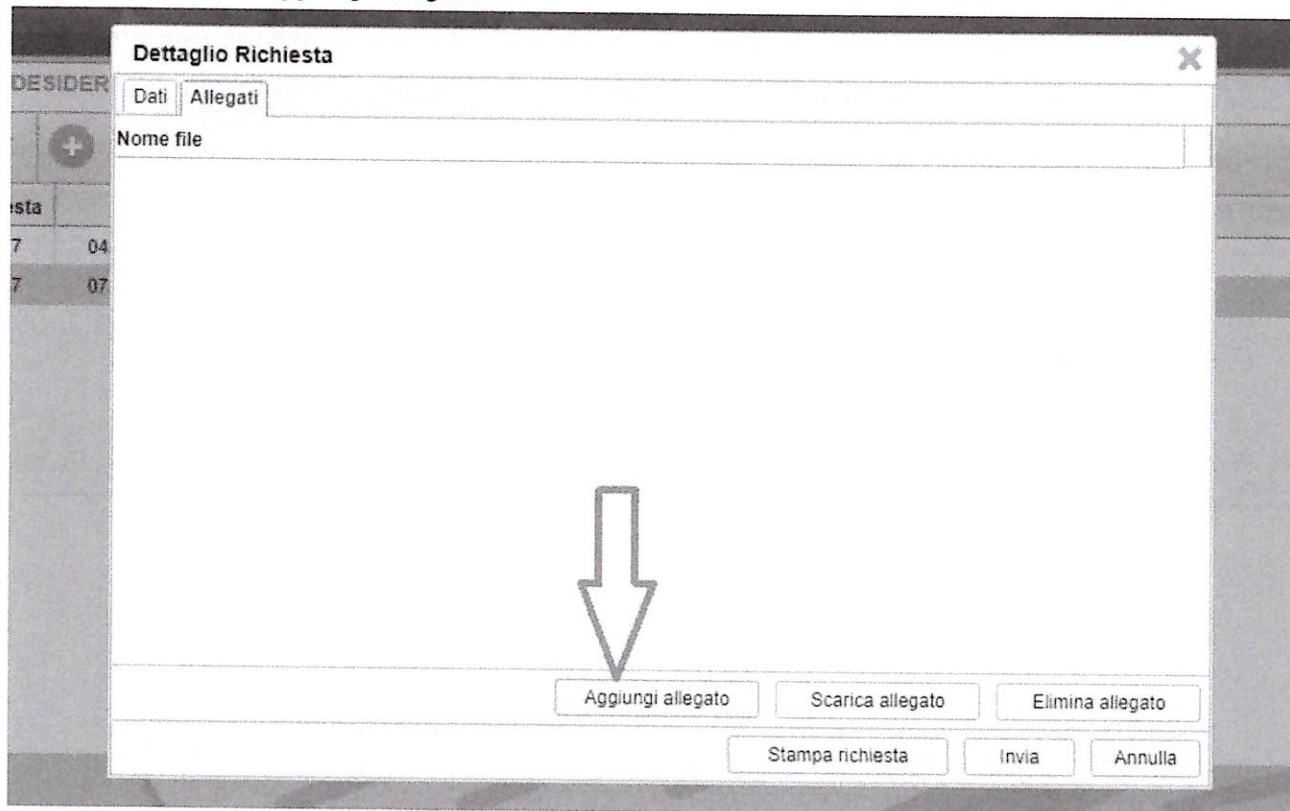 Dettaglio Richiesta
DESIDER
Dati Allegati
Nome file
esta
7 04
7 07
Aggiungi allegato Scarica allegato Elimina allegato
Stampa richiesta Invia Annulla